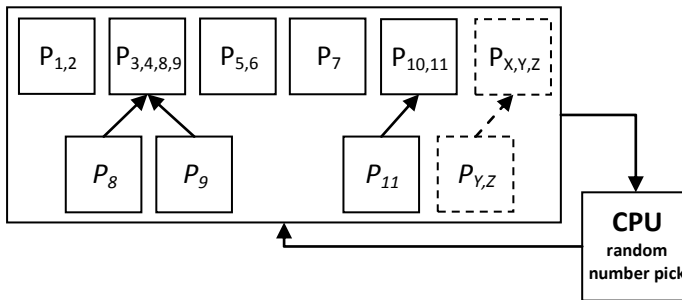 P1,2 P3,4,8,9 P5,6 P7 P10,11 PX,Y,Z
P8 P9 P11 PY,Z
CPU
random
number pick